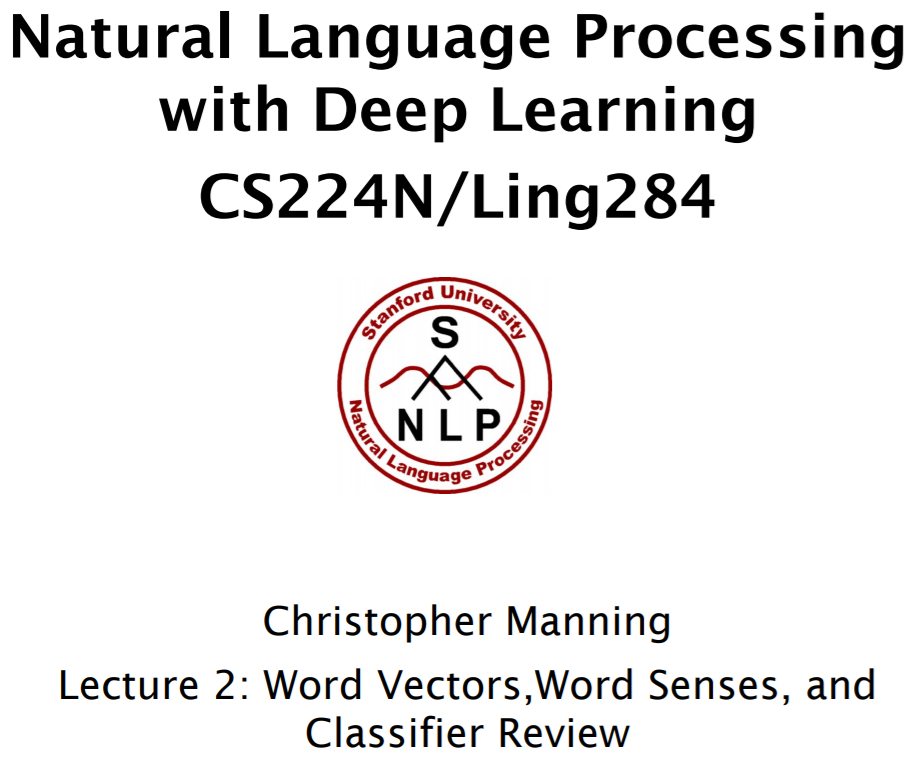 Natural Language Processing
with Deep Learning
CS224N/Ling284
Stanford University
S
N L P
Natural Language Processing
Christopher Manning
Lecture 2: Word Vectors,Word Senses, and
Classifier Review